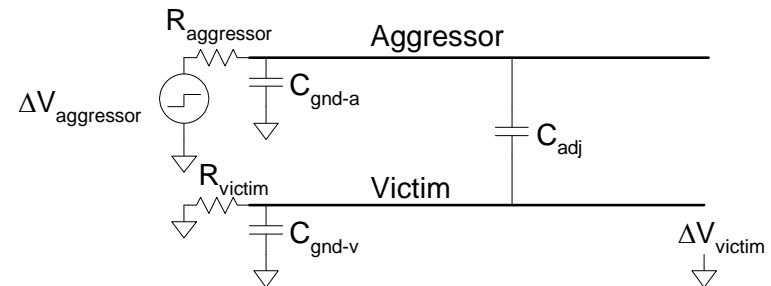 R_aggressor
Aggressor
C_gnd-a
ΔV_aggressor
C_adj
R_victim
Victim
C_gnd-v
ΔV_victim